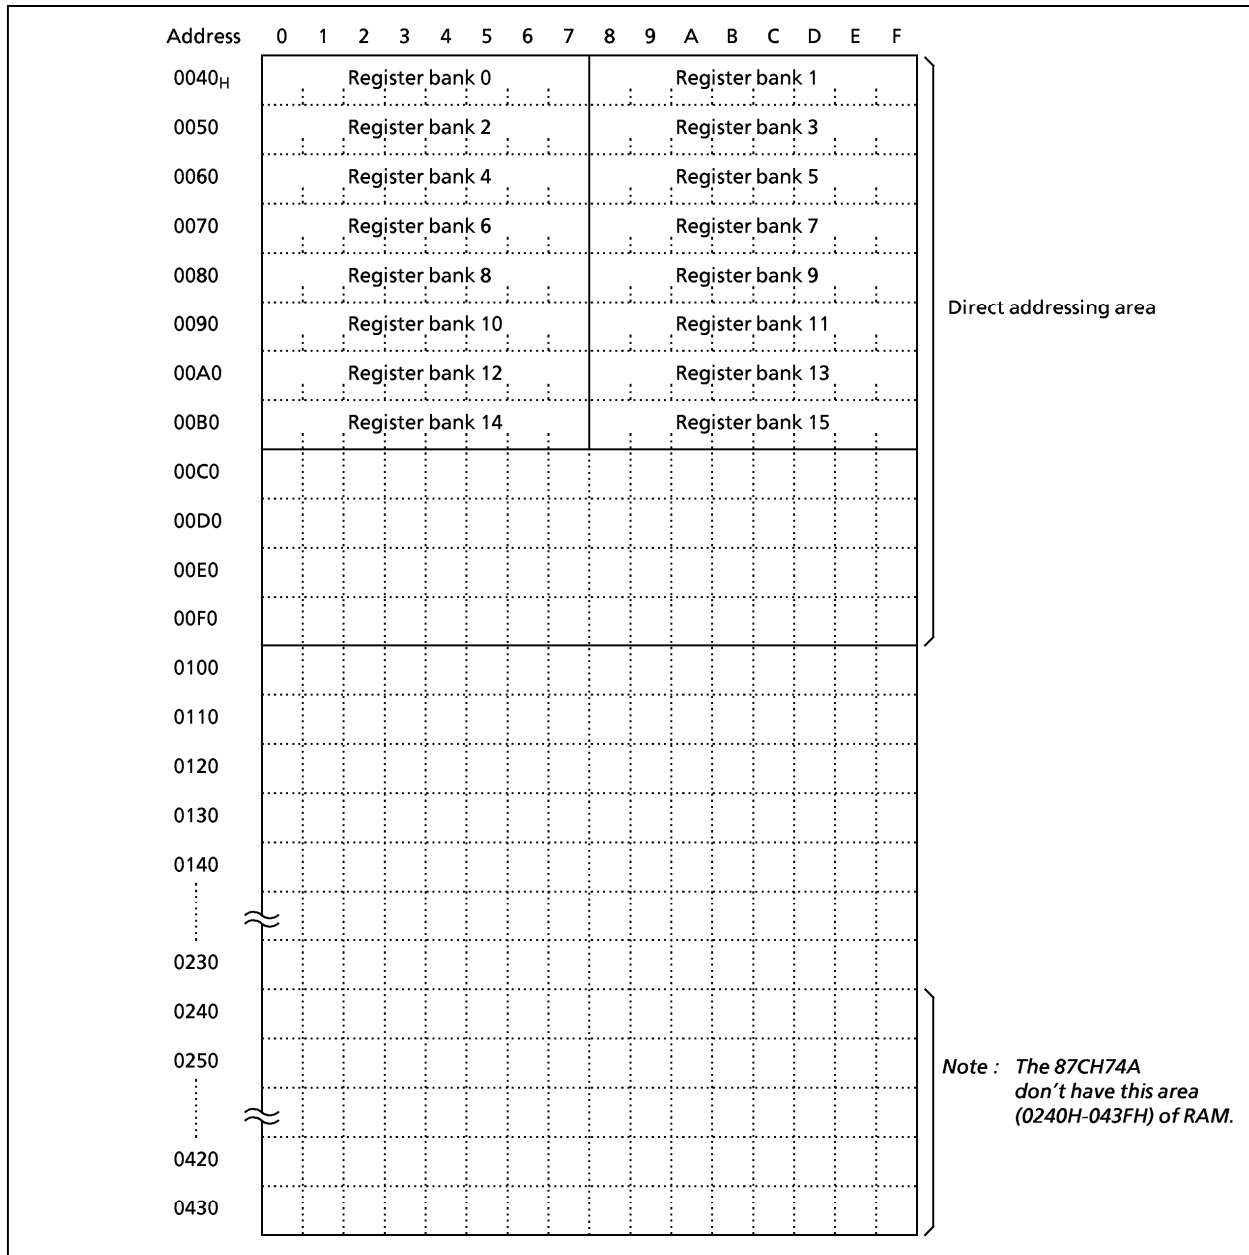 Address 0 1 2 3 4 5 6 7 8 9 A B C D E F
0040H Register bank 0 Register bank 1
0050 Register bank 2 Register bank 3
0060 Register bank 4 Register bank 5
0070 Register bank 6 Register bank 7
0080 Register bank 8 Register bank 9
Direct addressing area
0090 Register bank 10 Register bank 11
00A0 Register bank 12 Register bank 13
00B0 Register bank 14 Register bank 15
00C0
00D0
00E0
00F0
0100
0110
0120
0130
0140
0230
0240
0250
Note : The 87CH74A
don't have this area
(0240H-043FH) of RAM.
0420
0430